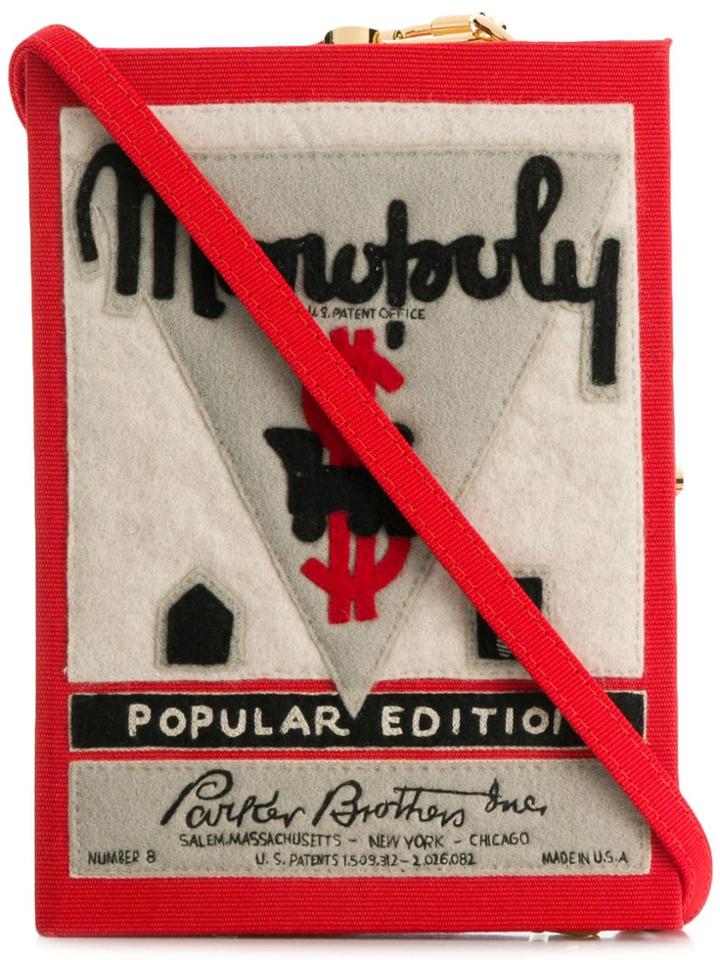 Monopoly
U.S. PATENT OFFICE
POPULAR EDITION
Parker Brothers Inc.
SALEM, MASSACHUSETTS - NEW YORK - CHICAGO
NUMBER 8 U. S. PATENTS 1,509,312 - 2,026,082 MADE IN U.S.A